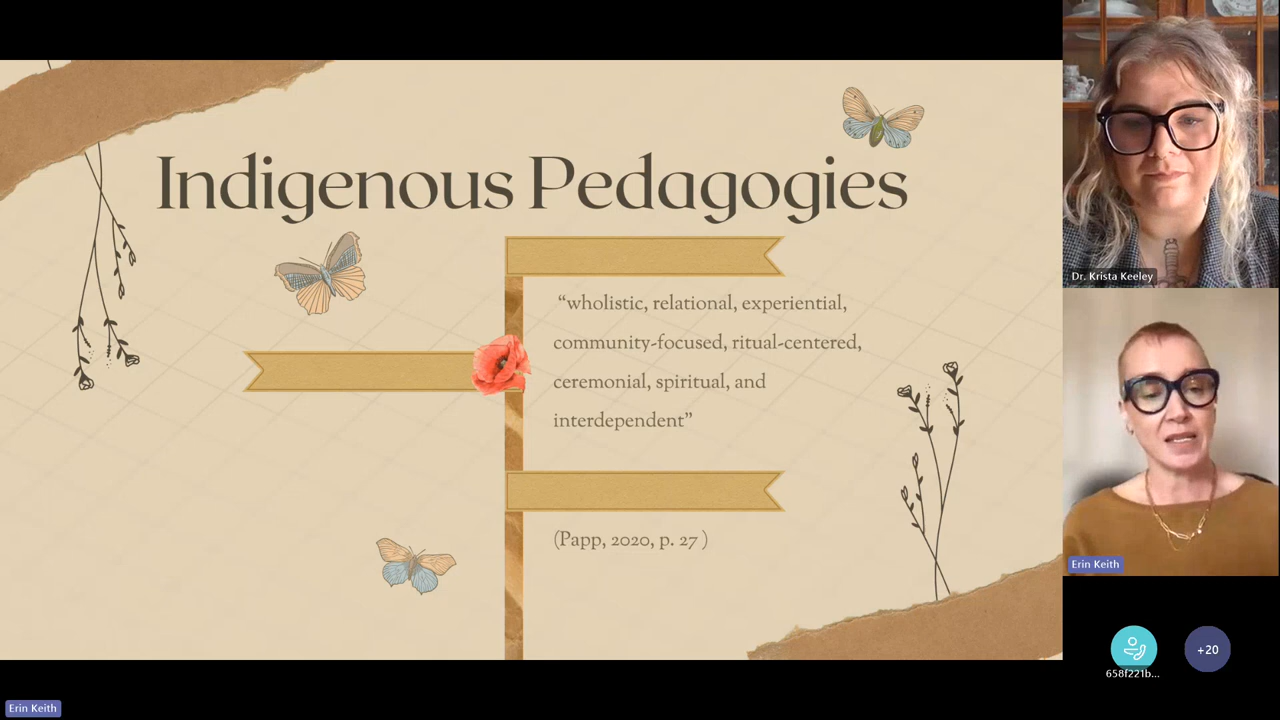 Indigenous Pedagogies
“wholistic, relational, experiential,
community-focused, ritual-centered,
ceremonial, spiritual, and
interdependent”
(Papp, 2020, p. 27 )
Dr. Krista Keeley
Erin Keith
658f221b...
+20
Erin Keith